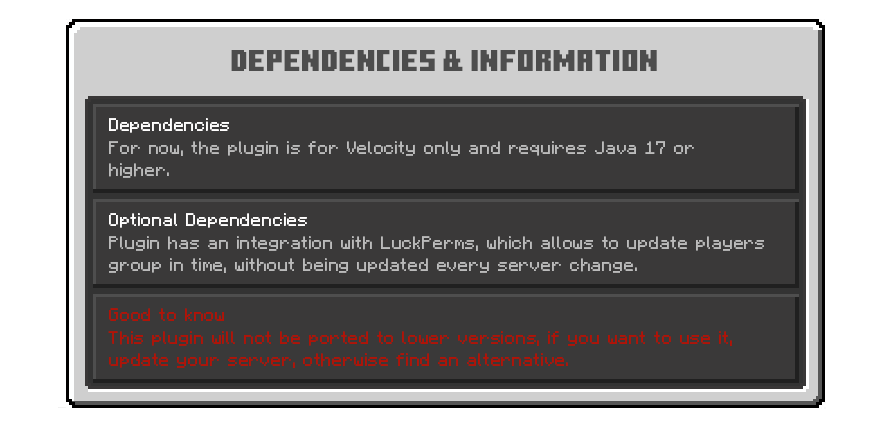 DEPENDENCIES & INFORMATION
Dependencies
For now, the plugin is for Velocity only and requires Java 17 or
higher.
Optional Dependencies
Plugin has an integration with LuckPerms, which allows to update players
group in time, without being updated every server change.
Good to know
This plugin will not be ported to lower versions, if you want to use it,
update your server, otherwise find an alternative.